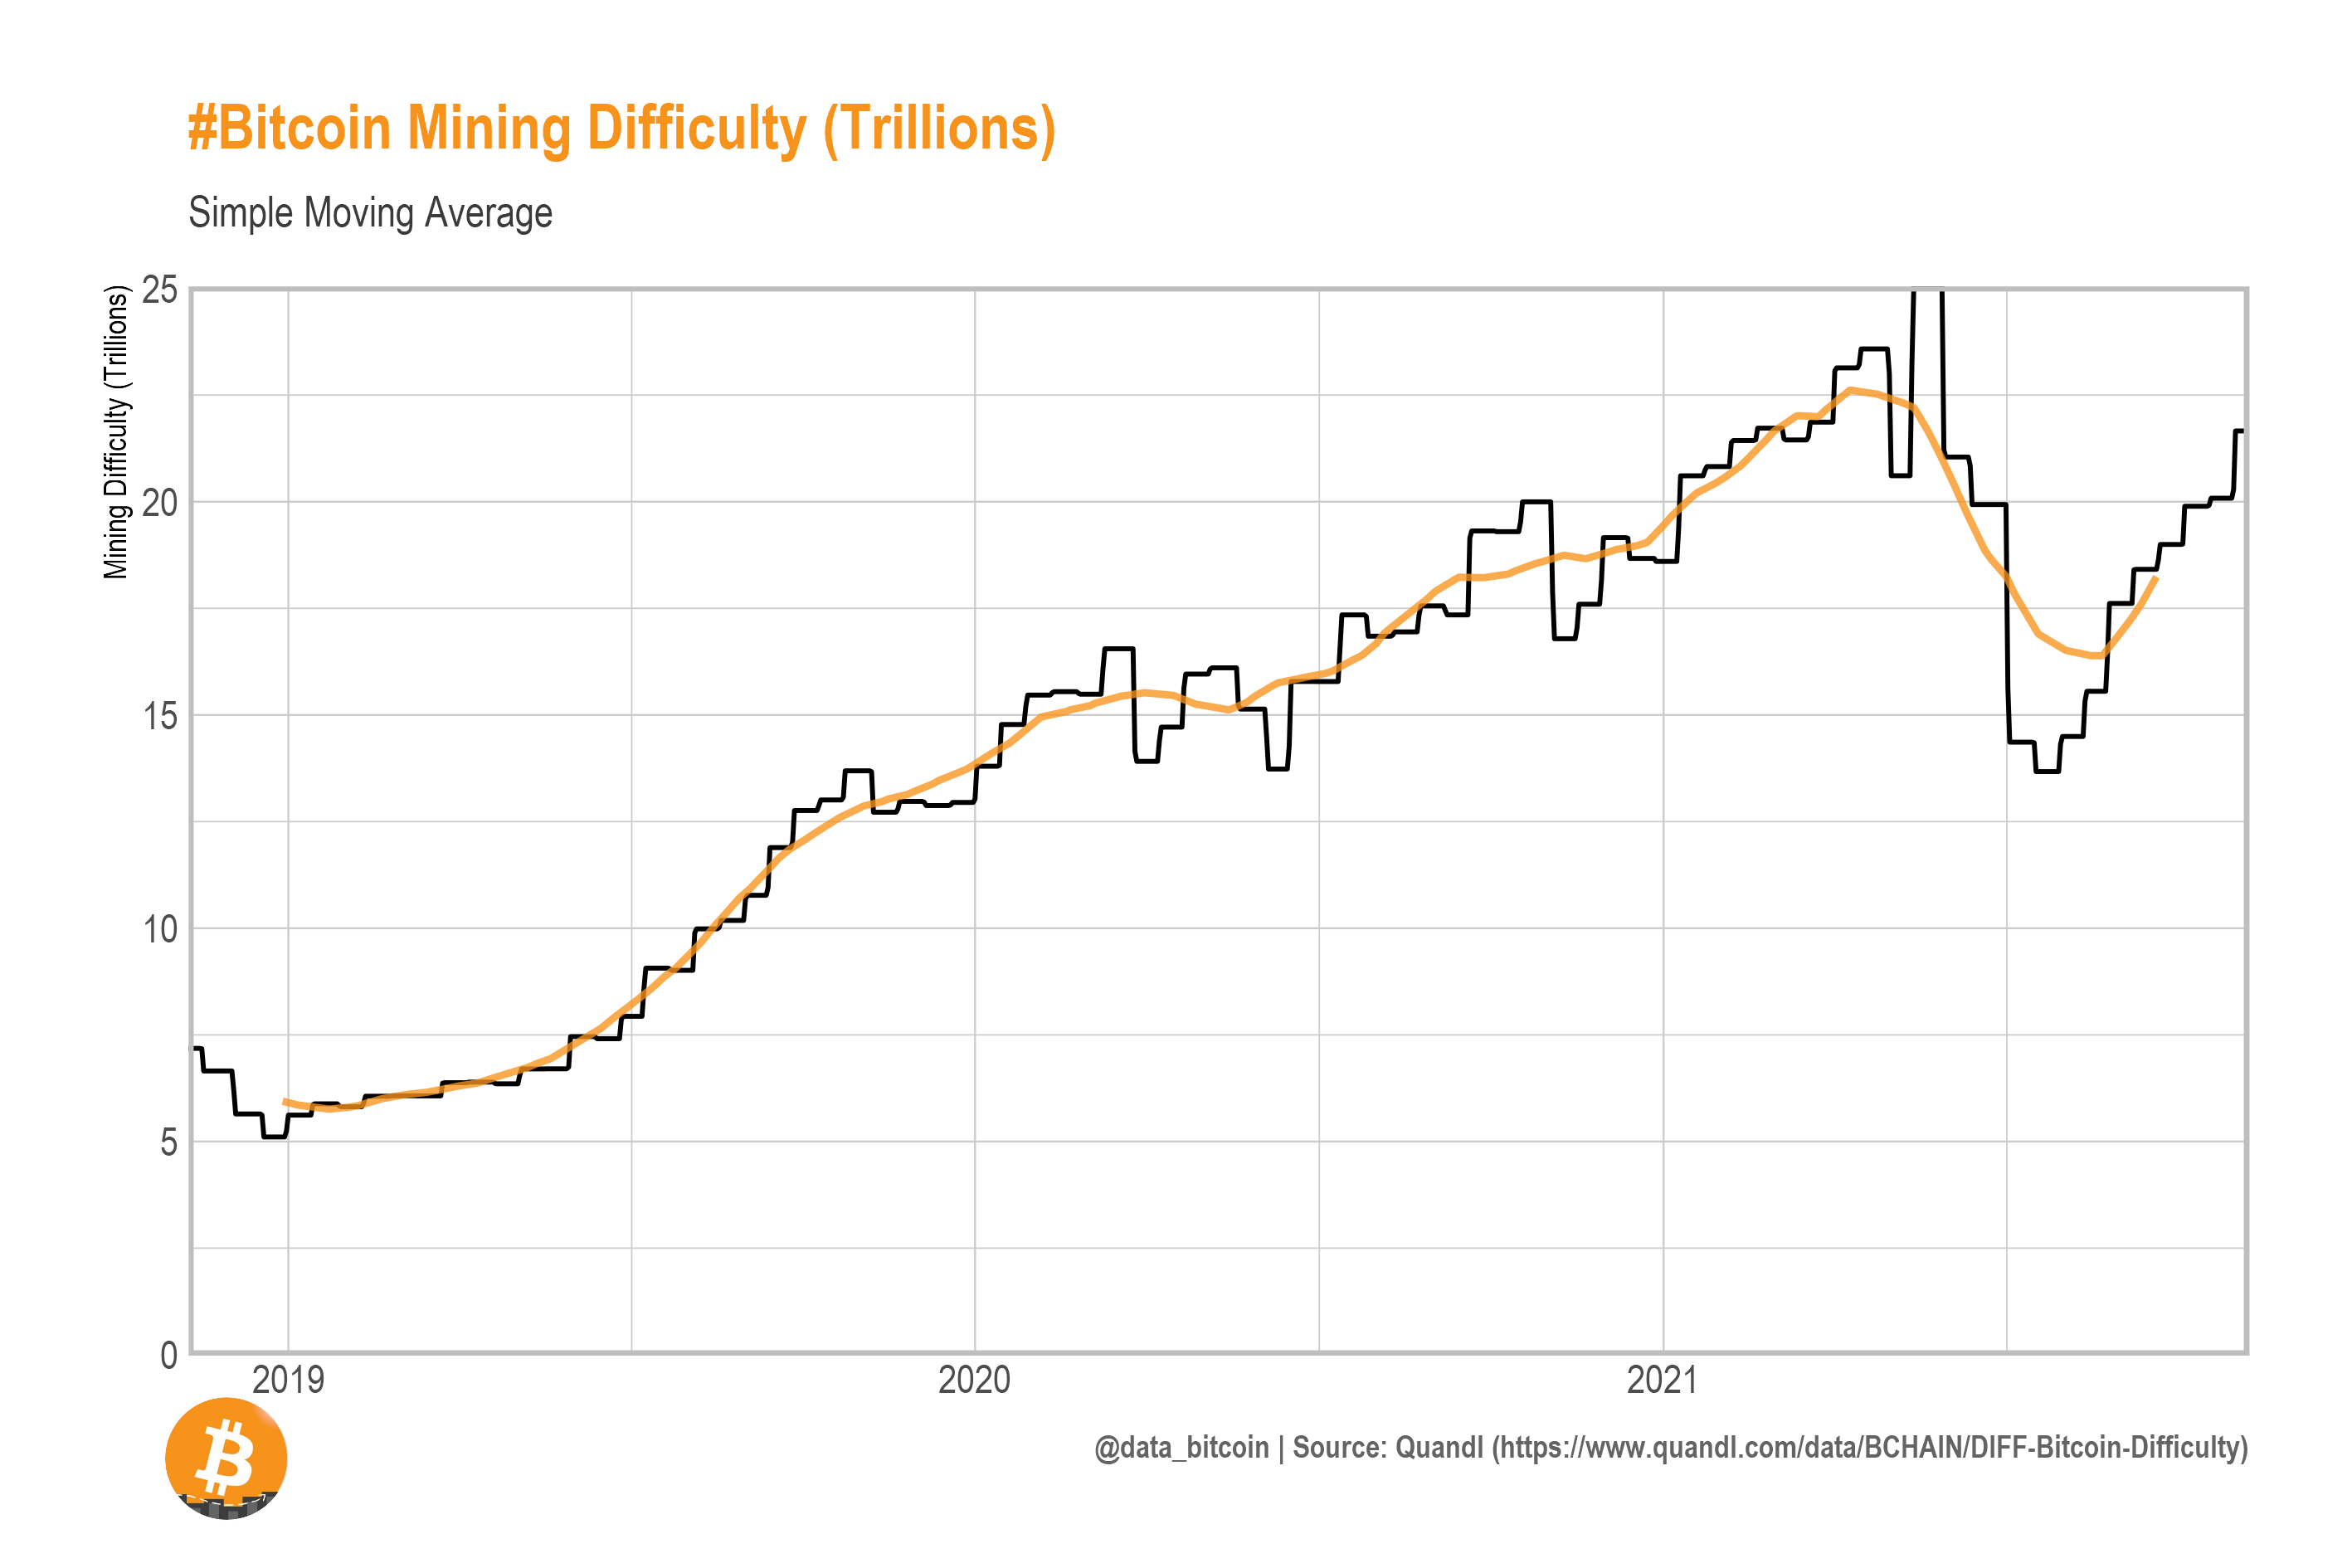 #Bitcoin Mining Difficulty (Trillions)
Simple Moving Average
Mining Difficulty (Trillions)
25
20
15
10
5
0
2019 2020 2021
@data_bitcoin | Source: Quandl (https://www.quandl.com/data/BCHAIN/DIFF-Bitcoin-Difficulty)